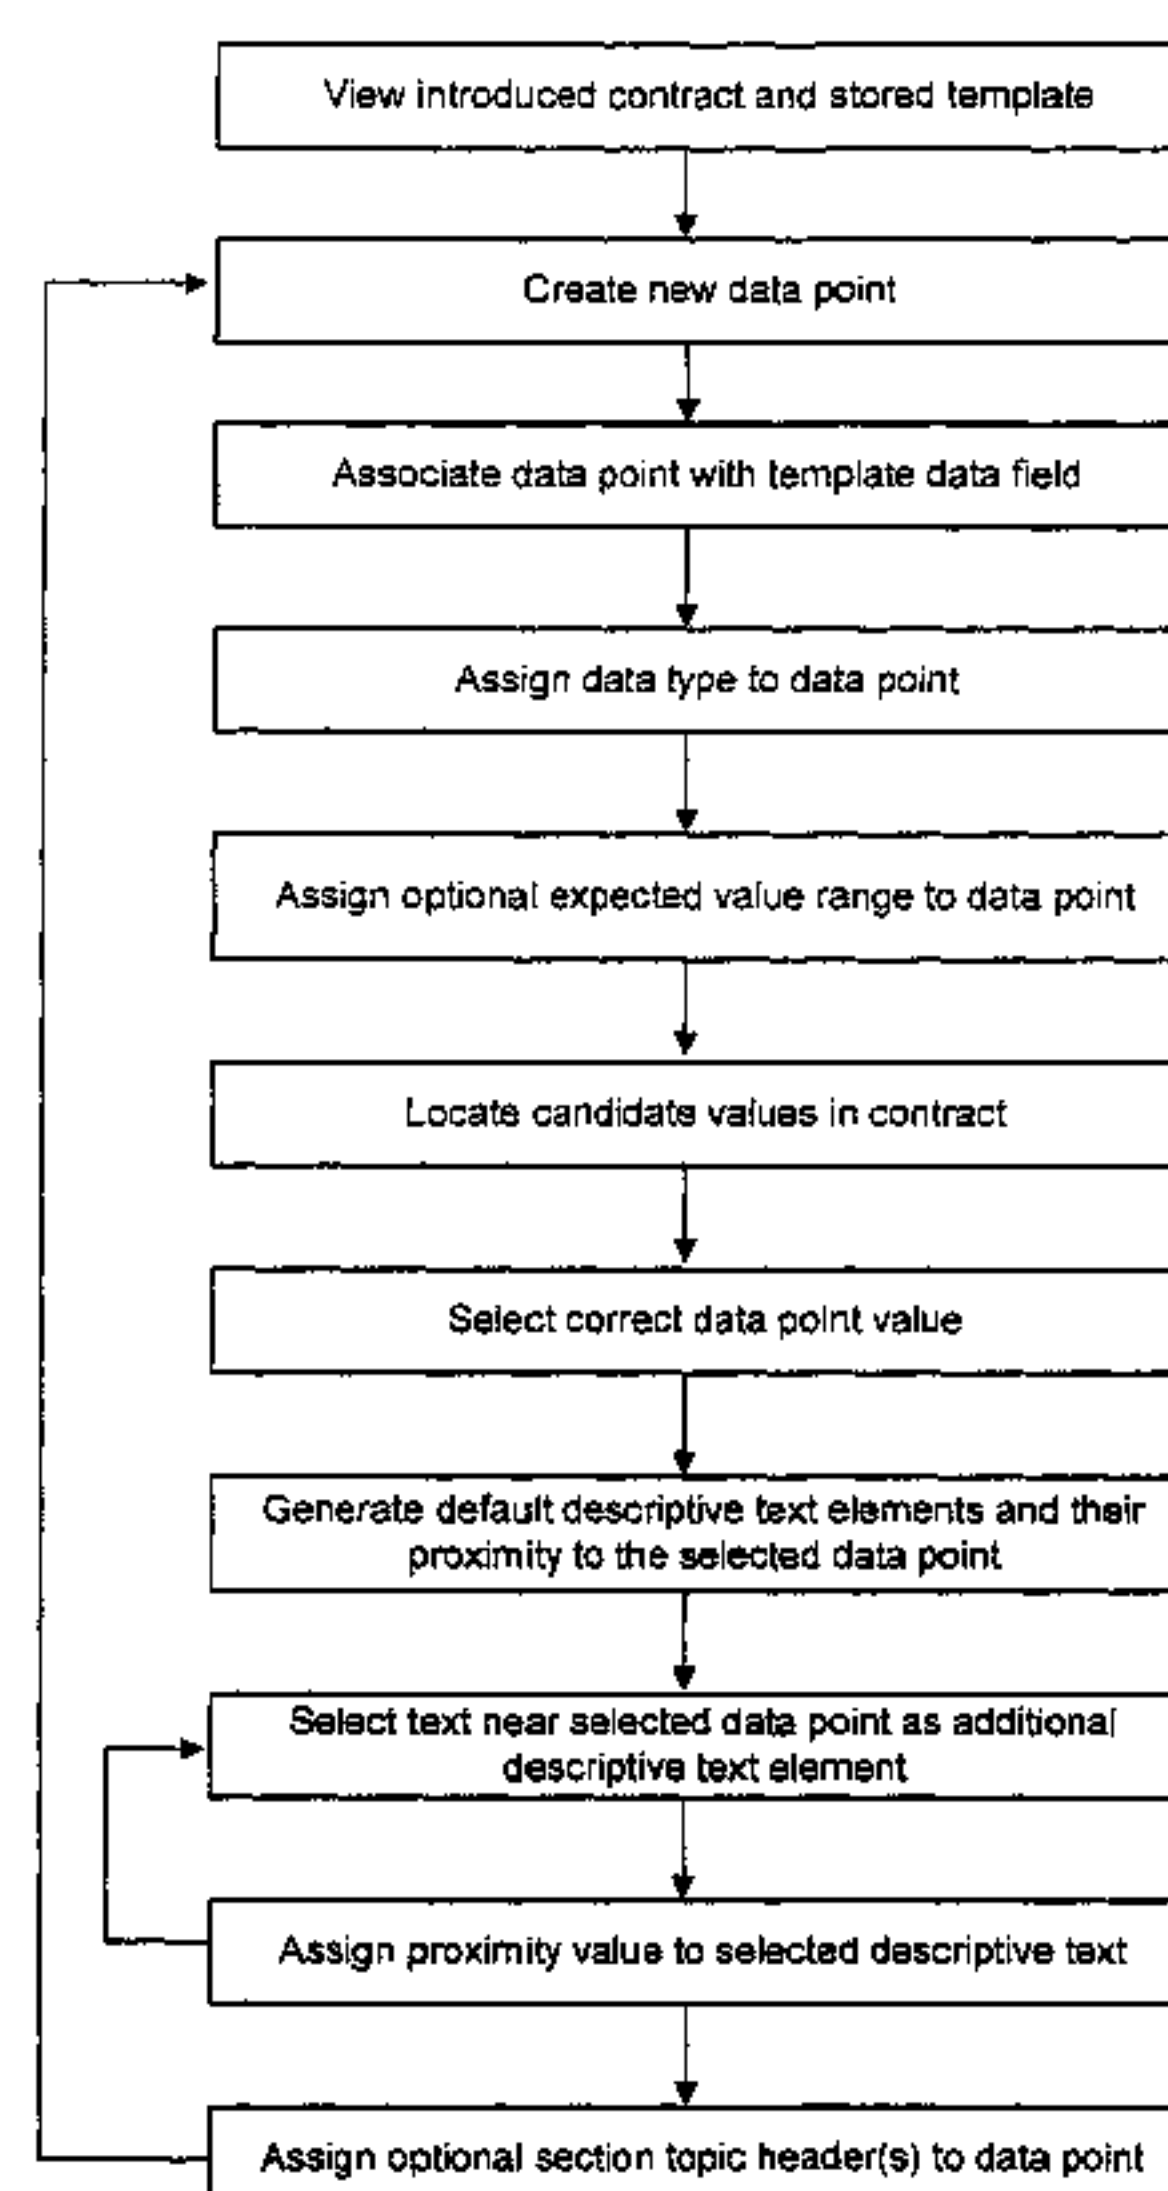 View introduced contract and stored template
Create new data point
Associate data point with template data field
Assign data type to data point
Assign optional expected value range to data point
Locate candidate values in contract
Select correct data point value
Generate default descriptive text elements and their
proximity to the selected data point
Select text near selected data point as additional
descriptive text element
Assign proximity value to selected descriptive text
Assign optional section topic header(s) to data point